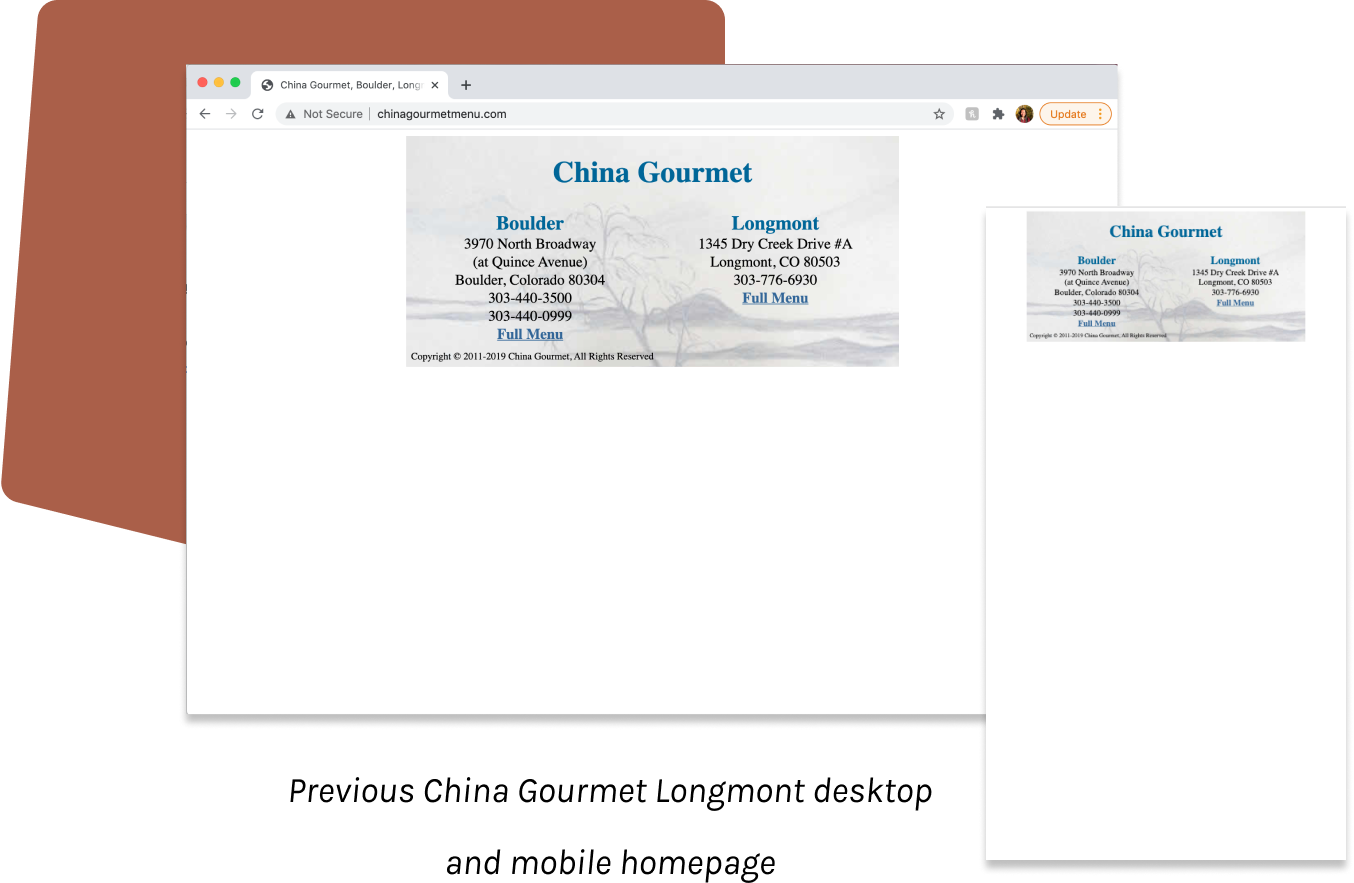 China Gourmet, Boulder, Long
Not Secure | chinagourmetmenu.com
Update
China Gourmet
Boulder
3970 North Broadway
(at Quince Avenue)
Boulder, Colorado 80304
303-440-3500
303-440-0999
Full Menu
Longmont
1345 Dry Creek Drive #A
Longmont, CO 80503
303-776-6930
Full Menu
Copyright © 2011-2019 China Gourmet, All Rights Reserved
China Gourmet
Boulder
3970 North Broadway
(at Quince Avenue)
Boulder, Colorado 80304
303-440-3500
303-440-0999
Full Menu
Longmont
1345 Dry Creek Drive #A
Longmont, CO 80503
303-776-6930
Full Menu
Copyright © 2011-2019 China Gourmet, All Rights Reserved
Previous China Gourmet Longmont desktop
and mobile homepage